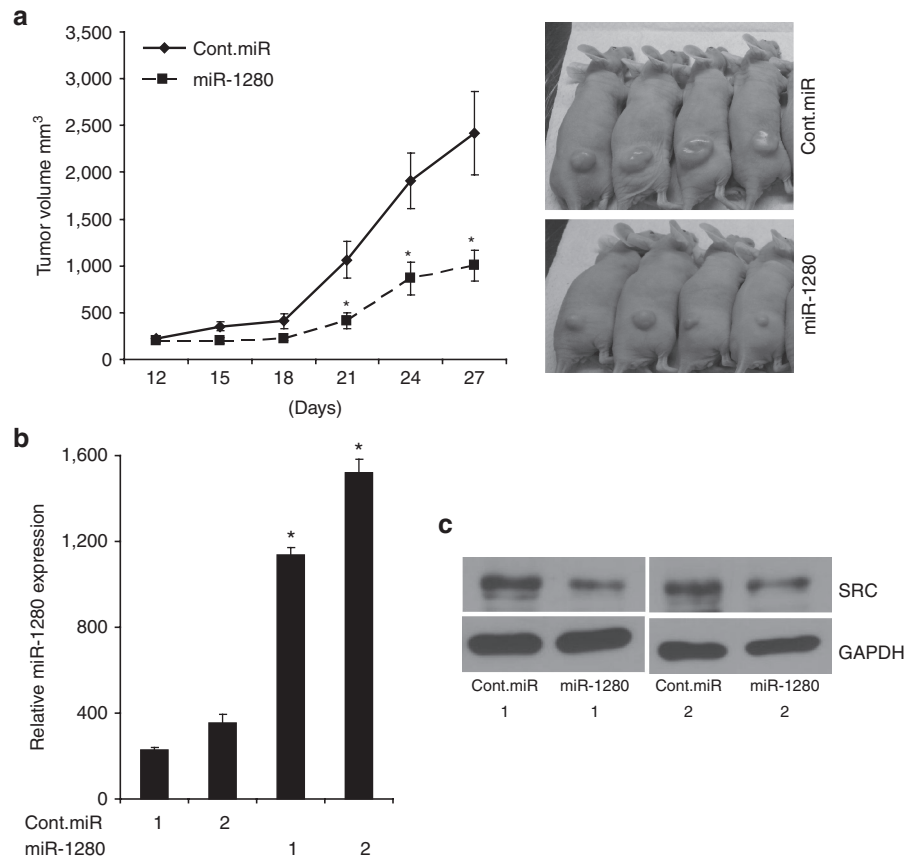 a
3,500
3,000
2,500
2,000
1,500
1,000
500
0
Tumor volume mm³
Cont.miR
miR-1280
*
*
*
12 15 18 21 24 27
(Days)
Cont.miR
miR-1280
b
1,600
1,200
800
400
0
Relative miR-1280 expression
*
*
Cont.miR 1 2
miR-1280 1 2
c
SRC
GAPDH
Cont.miR miR-1280 Cont.miR miR-1280
1 1 2 2